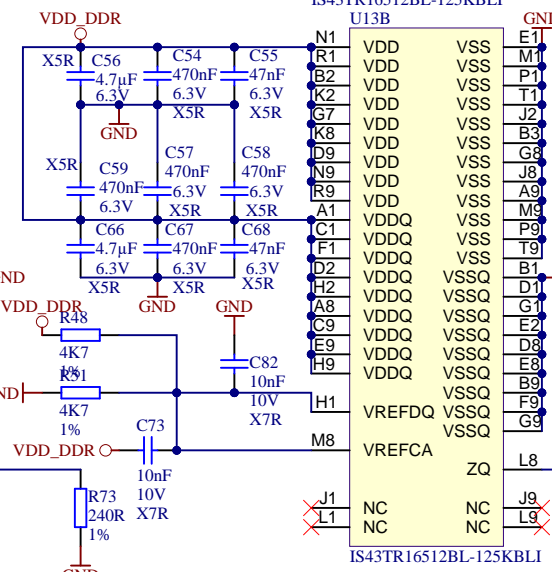 IS43TR16512BL-125KBLI
U13B
VDD_DDR
GND
X5R
C56
4.7µF
6.3V
C54
470nF
6.3V
X5R
C55
47nF
6.3V
X5R
GND
X5R
C59
470nF
6.3V
C57
470nF
6.3V
X5R
C58
470nF
6.3V
X5R
C66
4.7µF
6.3V
X5R
C67
470nF
6.3V
X5R
C68
47nF
6.3V
X5R
GND
GND
GND
VDD_DDR
R48
4K7
1%
R51
4K7
1%
ND
C82
10nF
10V
X7R
VDD_DDR
C73
10nF
10V
X7R
R73
240R
1%
GND
N1 VDD VSS E1
R1 VDD VSS M1
B2 VDD VSS P1
K2 VDD VSS T1
G7 VDD VSS J2
K8 VDD VSS B3
D9 VDD VSS G8
N9 VDD VSS J8
R9 VDD VSS A9
A1 VDDQ VSS M9
C1 VDDQ VSS P9
F1 VDDQ VSS T9
D2 VDDQ VSSQ B1
H2 VDDQ VSSQ D1
A8 VDDQ VSSQ G1
C9 VDDQ VSSQ E2
E9 VDDQ VSSQ D8
H9 VDDQ VSSQ E8
VSSQ B9
H1 VREFDQ VSSQ F9
VSSQ G9
M8 VREFCA
ZQ L8
J1 NC NC J9
L1 NC NC L9
IS43TR16512BL-125KBLI